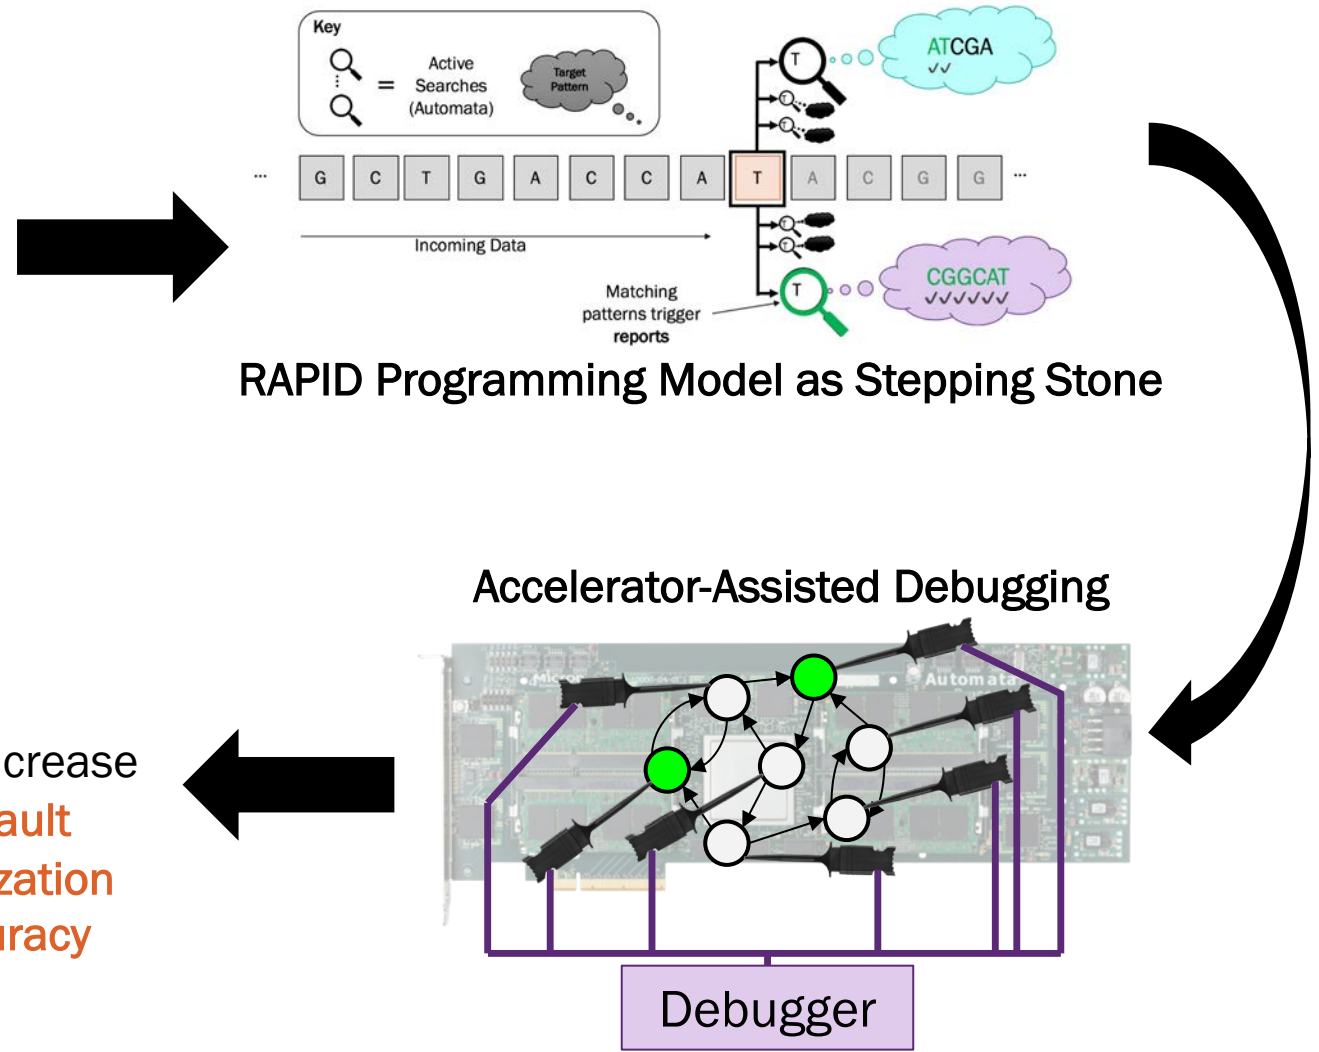 Key
Active
Searches
(Automata)
=
Target
Pattern
T
ATCGA
✓✓
T
T
... G C T G A C C A T A C G G ...
Incoming Data
T
T
T
CGGCAT
✓✓✓✓✓✓
Matching
patterns trigger
reports
RAPID Programming Model as Stepping Stone
Accelerator-Assisted Debugging
Micron
Automata
crease
ault
zation
uracy
Debugger